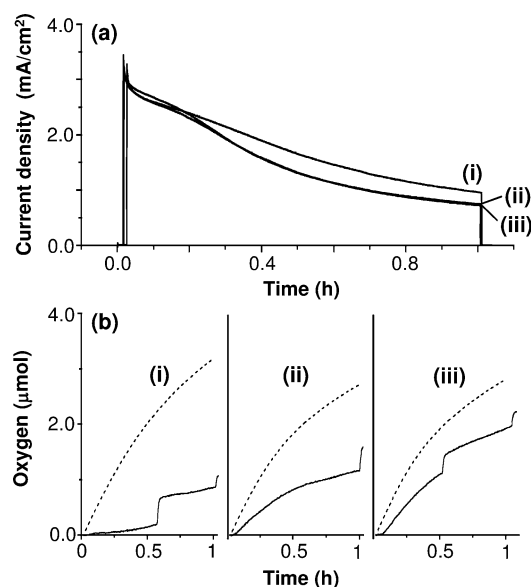 (a)
Current density (mA/cm²)
4.0
2.0
0.0
(i)
(ii)
(iii)
0.0 0.4 0.8
Time (h)
(b)
Oxygen (μmol)
4.0
2.0
0.0
(i) (ii) (iii)
0 0.5 1 0 0.5 1 0 0.5 1
Time (h)